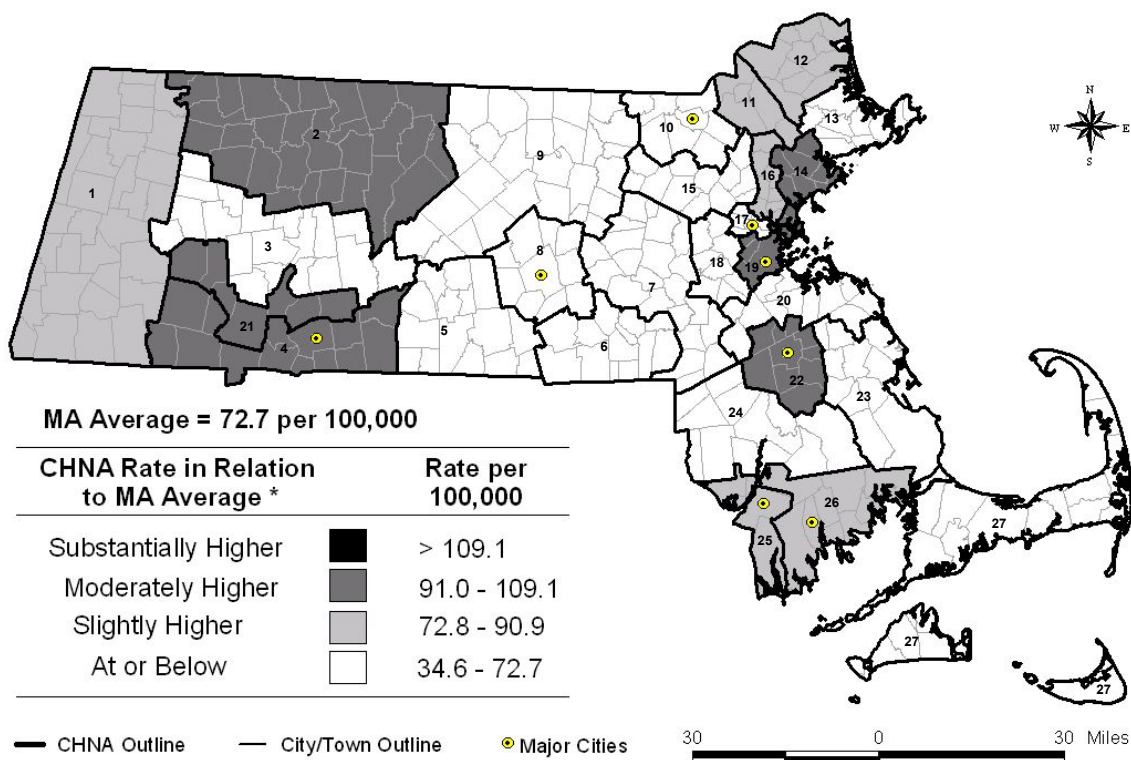 12
11
N
10
13
W E
S
2
9
14
16
15
1
17
3
8
18
19
7
20
21
5
4
6
22
23
24
MA Average = 72.7 per 100,000
CHNA Rate in Relation Rate per
to MA Average * 100,000
26
27
25
Substantially Higher > 109.1
Moderately Higher 91.0 - 109.1
Slightly Higher 72.8 - 90.9
At or Below 34.6 - 72.7
27
27
CHNA Outline City/Town Outline Major Cities 30 0 30 Miles